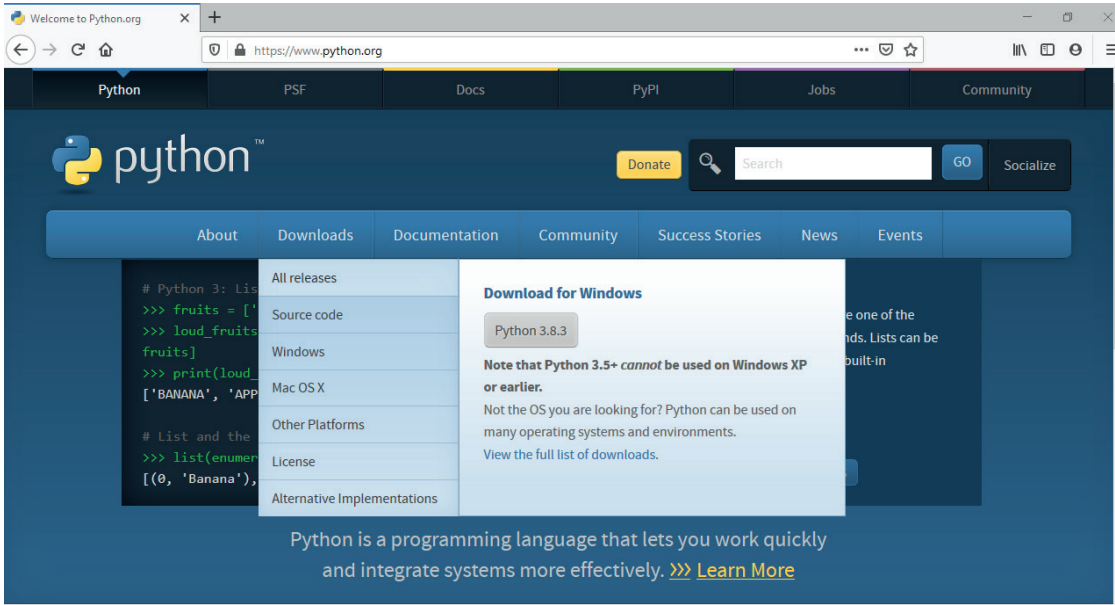 Welcome to Python.org
https://www.python.org
Python PSF Docs PyPI Jobs Community
python™
Donate Search GO Socialize
About Downloads Documentation Community Success Stories News Events
All releases
Source code
Windows
Mac OS X
Other Platforms
License
Alternative Implementations
Download for Windows
Python 3.8.3
Note that Python 3.5+ cannot be used on Windows XP
or earlier.
Not the OS you are looking for? Python can be used on
many operating systems and environments.
View the full list of downloads.
# Python 3: Lis
>>> fruits = ['
>>> loud_fruits
fruits]
>>> print(loud_
['BANANA', 'APP
# List and the
>>> list(enumer
[(0, 'Banana'),
e one of the
nds. Lists can be
built-in
Python is a programming language that lets you work quickly
and integrate systems more effectively. >>> Learn More